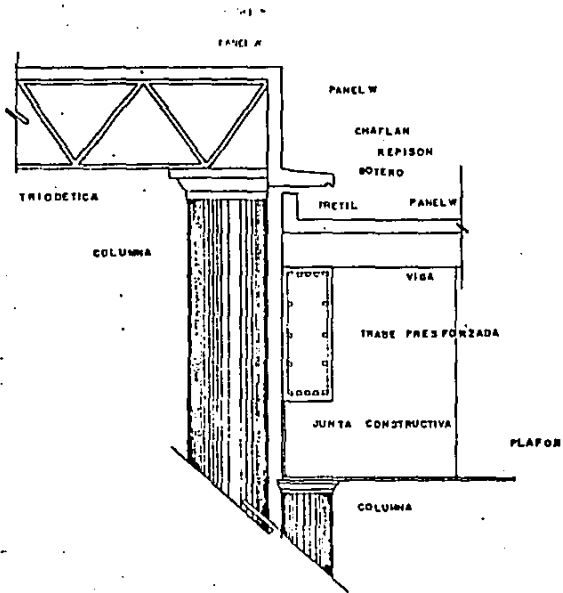 PANEL W
PANEL W
CHAFLAN
REPISON
BOTERO
TRIODETICA
PRETIL
PANEL W
COLUMNA
VIGA
TRABE PRESFORZADA
JUNTA CONSTRUCTIVA
PLAFON
COLUMNA